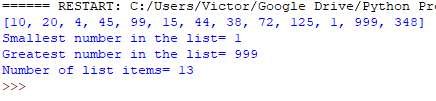 ====== RESTART: C:/Users/Victor/Google Drive/Python Pro
[10, 20, 4, 45, 99, 15, 44, 38, 72, 125, 1, 999, 348]
Smallest number in the list= 1
Greatest number in the list= 999
Number of list items= 13
>>>